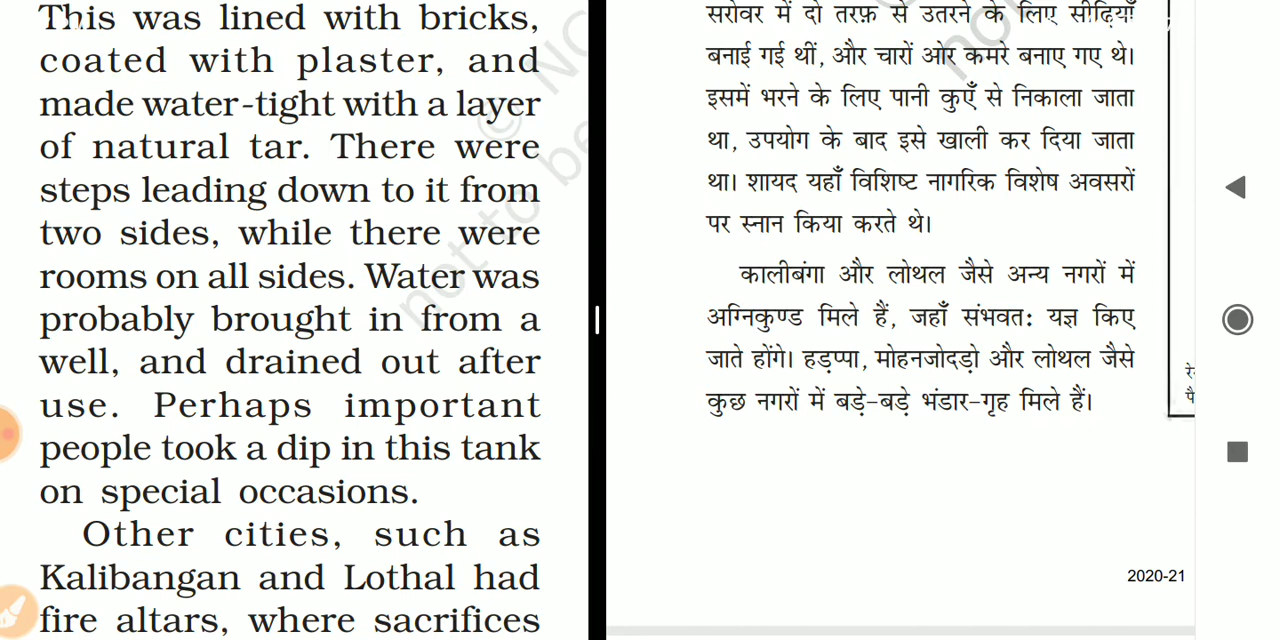 This was lined with bricks,
coated with plaster, and
made water-tight with a layer
of natural tar. There were
steps leading down to it from
two sides, while there were
rooms on all sides. Water was
probably brought in from a
well, and drained out after
use. Perhaps important
people took a dip in this tank
on special occasions.
Other cities, such as
Kalibangan and Lothal had
fire altars, where sacrifices
© NC
not to be
सरोवर में दो तरफ़ से उतरने के लिए सीढ़ियाँ
बनाई गई थीं, और चारों ओर कमरे बनाए गए थे।
इसमें भरने के लिए पानी कुएँ से निकाला जाता
था, उपयोग के बाद इसे खाली कर दिया जाता
था। शायद यहाँ विशिष्ट नागरिक विशेष अवसरों
पर स्नान किया करते थे।
कालीबंगा और लोथल जैसे अन्य नगरों में
अग्निकुण्ड मिले हैं, जहाँ संभवत: यज्ञ किए
जाते होंगे। हड़प्पा, मोहनजोदड़ो और लोथल जैसे
कुछ नगरों में बड़े-बड़े भंडार-गृह मिले हैं।
रे
पै
2020-21